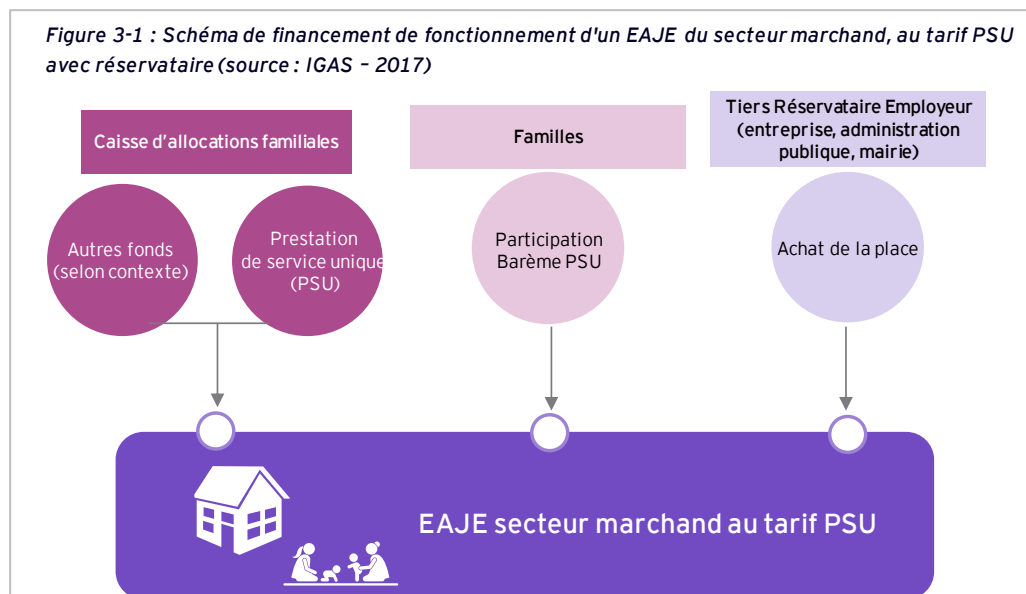 Figure 3-1 : Schéma de financement de fonctionnement d'un EAJE du secteur marchand, au tarif PSU
avec réservataire (source : IGAS – 2017)
Caisse d'allocations familiales
Familles
Tiers Réservataire Employeur
(entreprise, administration
publique, mairie)
Autres fonds
(selon contexte)
Prestation
de service unique
(PSU)
Participation
Barème PSU
Achat de la place
EAJE secteur marchand au tarif PSU